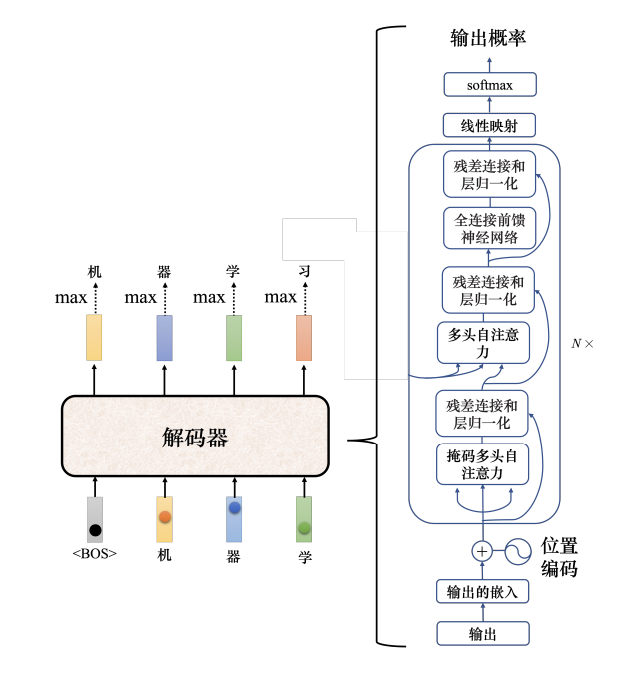 机 器 学 习
max max max max
解码器
<BOS> 机 器 学
输出概率
softmax
线性映射
残差连接和
层归一化
全连接前馈
神经网络
残差连接和
层归一化
多头自注意
力
N×
残差连接和
层归一化
掩码多头自
注意力
+
位置
编码
输出的嵌入
输出